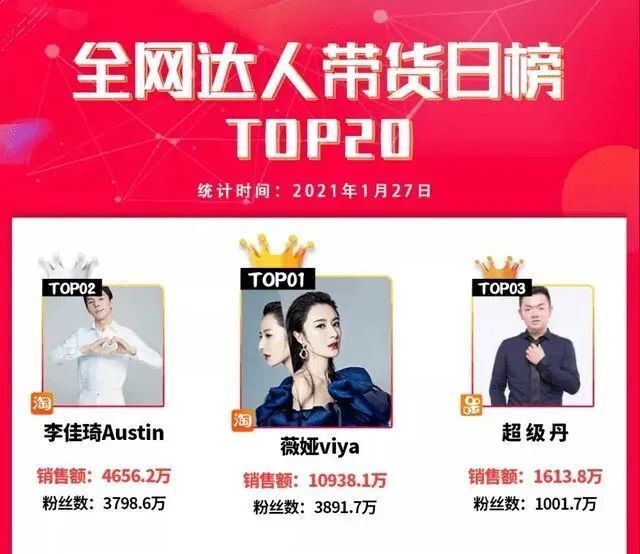 全网达人带货日榜
TOP20
统计时间：2021年1月27日
TOP02
淘
李佳琦Austin
销售额：4656.2万
粉丝数：3798.6万
TOP01
淘
薇娅viya
销售额：10938.1万
粉丝数：3891.7万
TOP03
超级丹
销售额：1613.8万
粉丝数：1001.7万